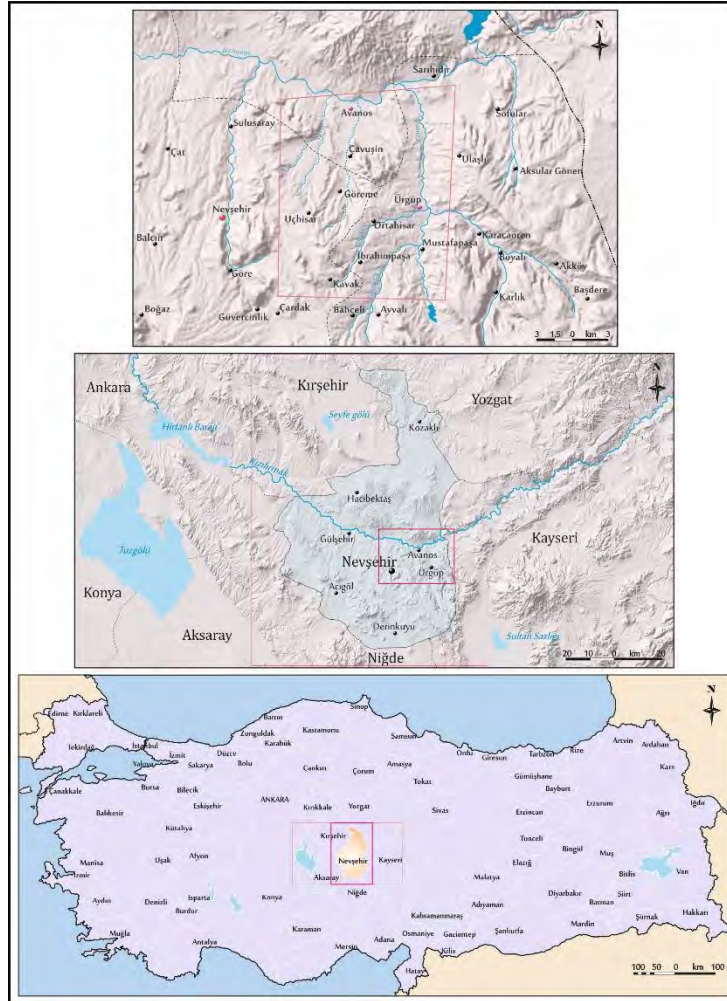 N
Sarıhıdır
Avanos
Sofular
Sulusaray
Çavuşin
Çat
Ulaşlı
Aksular Gönen
Göreme
Ürgüp
Nevşehir
Uçhisar
Ortahisar
Karacaören
Balcın
Mustafapaşa
İbrahimpaşa
Boyalı
Akköy
Göre
Kavak
Karlık
Başdere
Boğaz
Güvercinlik
Çardak
Bahçeli
Ayvalı
3 1.5 0 km 3
N
Ankara
Kırşehir
Yozgat
Seyfe gölü
Kozaklı
Hirfanlı Barajı
Kızılırmak
Hacıbektaş
Gülşehir
Kayseri
Tuzgölü
Avanos
Nevşehir
Ürgüp
Konya
Acıgöl
Aksaray
Derinkuyu
Sultan Sazlığı
Niğde
20 10 0 km 20
N
Edirne Kırklareli
Sinop
Bartın
Zonguldak
Kastamonu
Karabük
Samsun
Artvin
Ardahan
Tekirdağ
İstanbul
İzmit
Düzce
Ordu
Giresun
Trabzon
Rize
Yalova
Sakarya
Bolu
Çankırı
Çorum
Amasya
Gümüşhane
Kars
Çanakkale
Bursa
Bilecik
Tokat
Bayburt
Eskişehir
ANKARA
Kırıkkale
Yozgat
Sivas
Erzincan
Erzurum
Iğdır
Balıkesir
Ağrı
Kütahya
Kırşehir
Tunceli
Manisa
Uşak
Afyon
Nevşehir
Kayseri
Elazığ
Bingöl
Muş
İzmir
Aksaray
Malatya
Bitlis
Van
Aydın
Denizli
Isparta
Konya
Niğde
Diyarbakır
Siirt
Burdur
Adıyaman
Batman
Kahramanmaraş
Şırnak
Hakkari
Muğla
Karaman
Adana
Osmaniye
Gaziantep
Şanlıurfa
Mardin
Antalya
Mersin
Kilis
Hatay
100 50 0 km 100